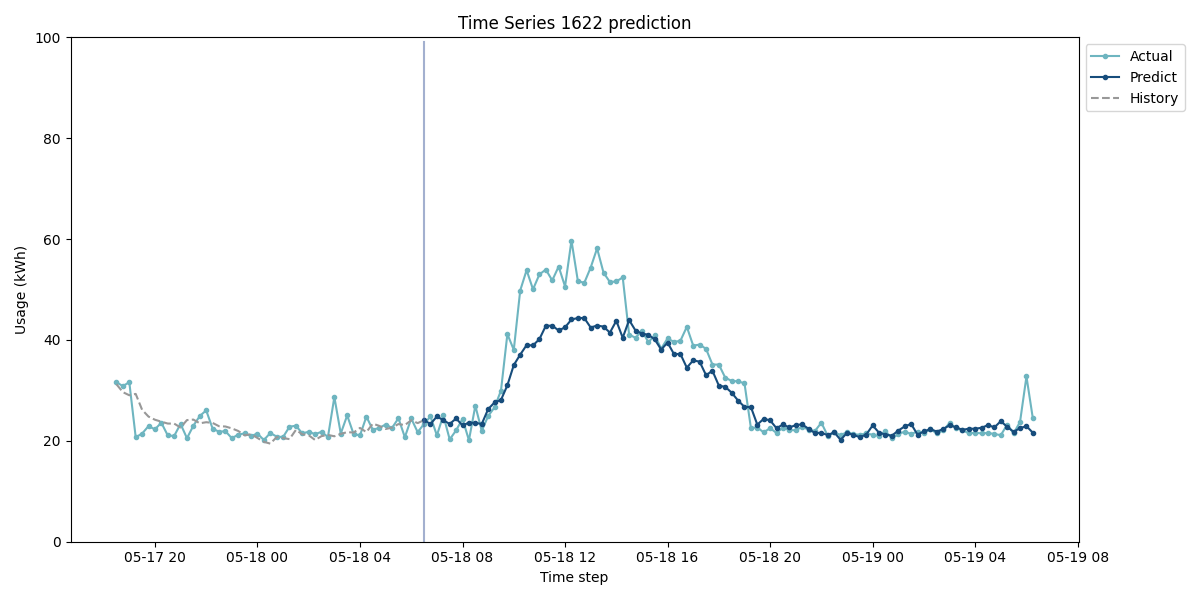 Time Series 1622 prediction
100
80
60
40
20
0
Usage (kWh)
05-17 20
05-18 00
05-18 04
05-18 08
05-18 12
05-18 16
05-18 20
05-19 00
05-19 04
05-19 08
Time step
Actual
Predict
History